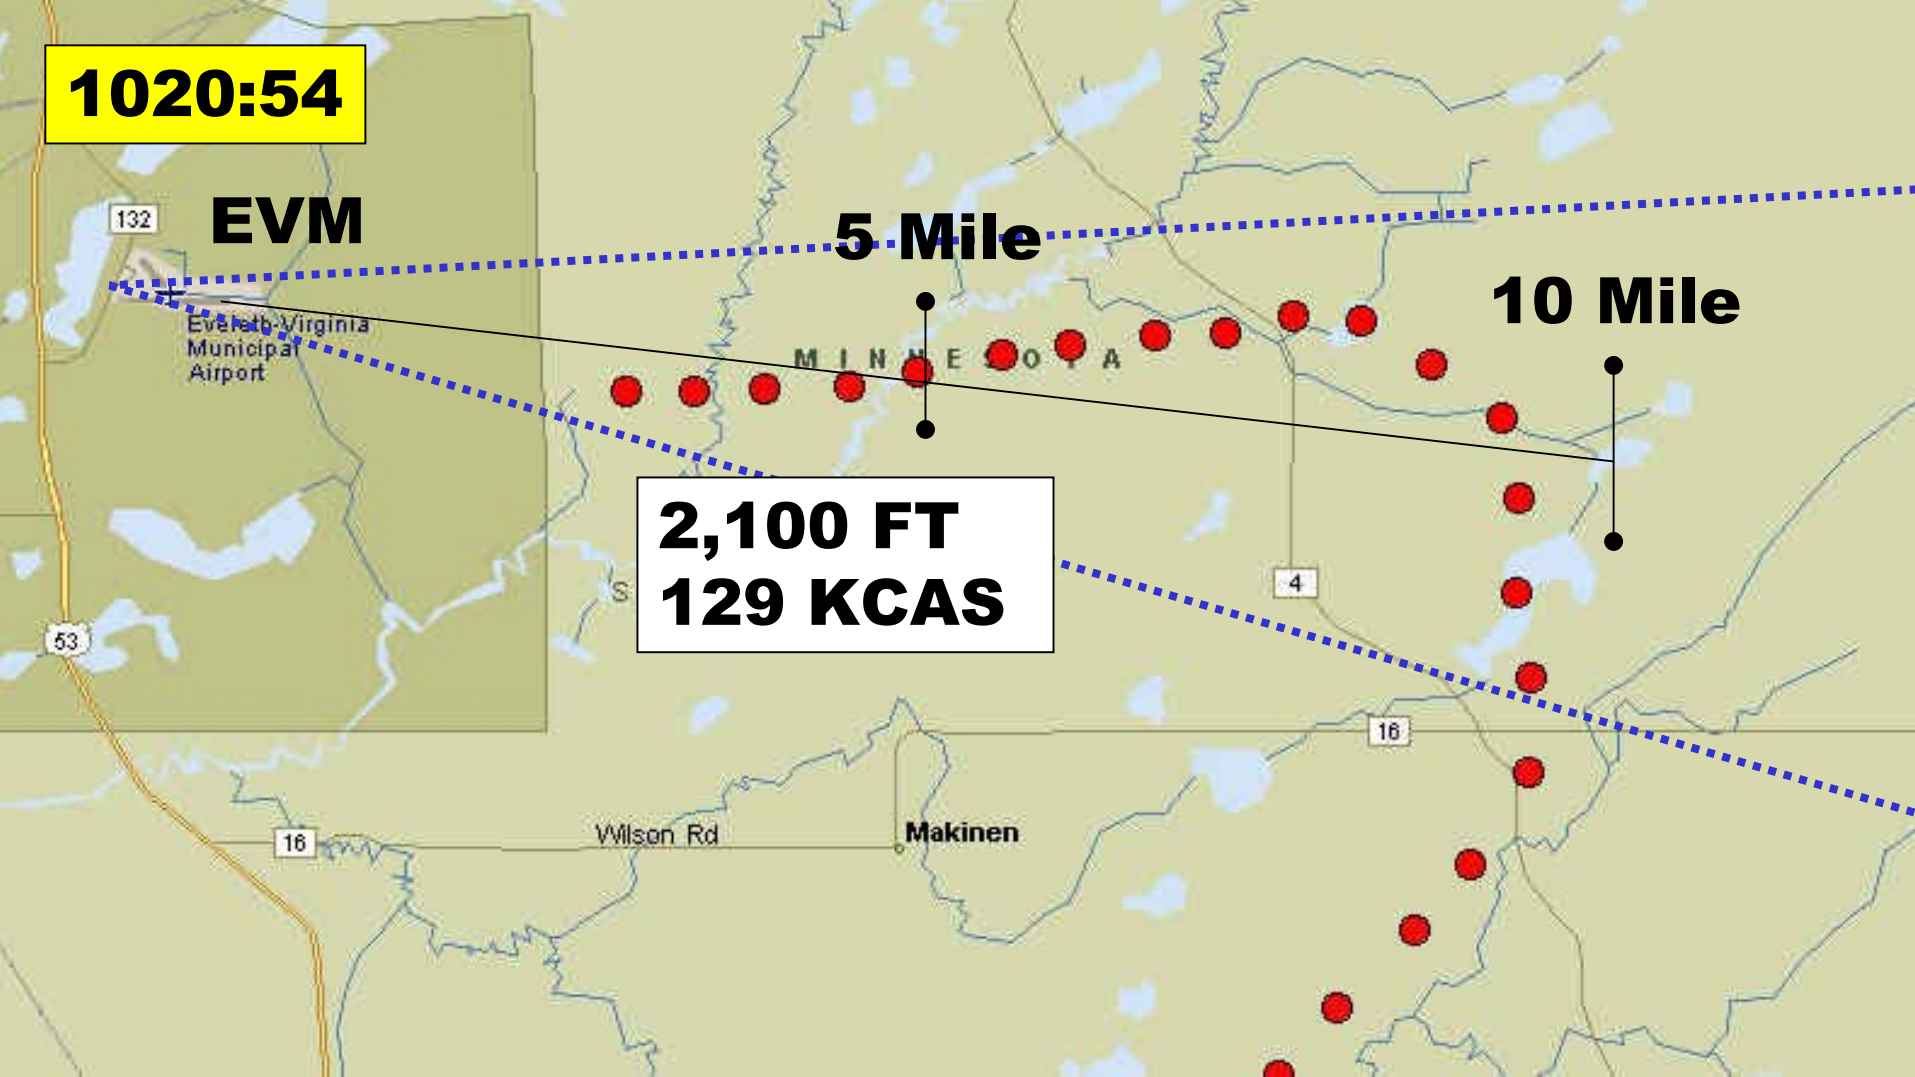 1020:54
132
EVM
5 Mile
10 Mile
Eveleth-Virginia
Municipal
Airport
MINNESOTA
2,100 FT
129 KCAS
4
S
53
16
16
Wilson Rd
Makinen